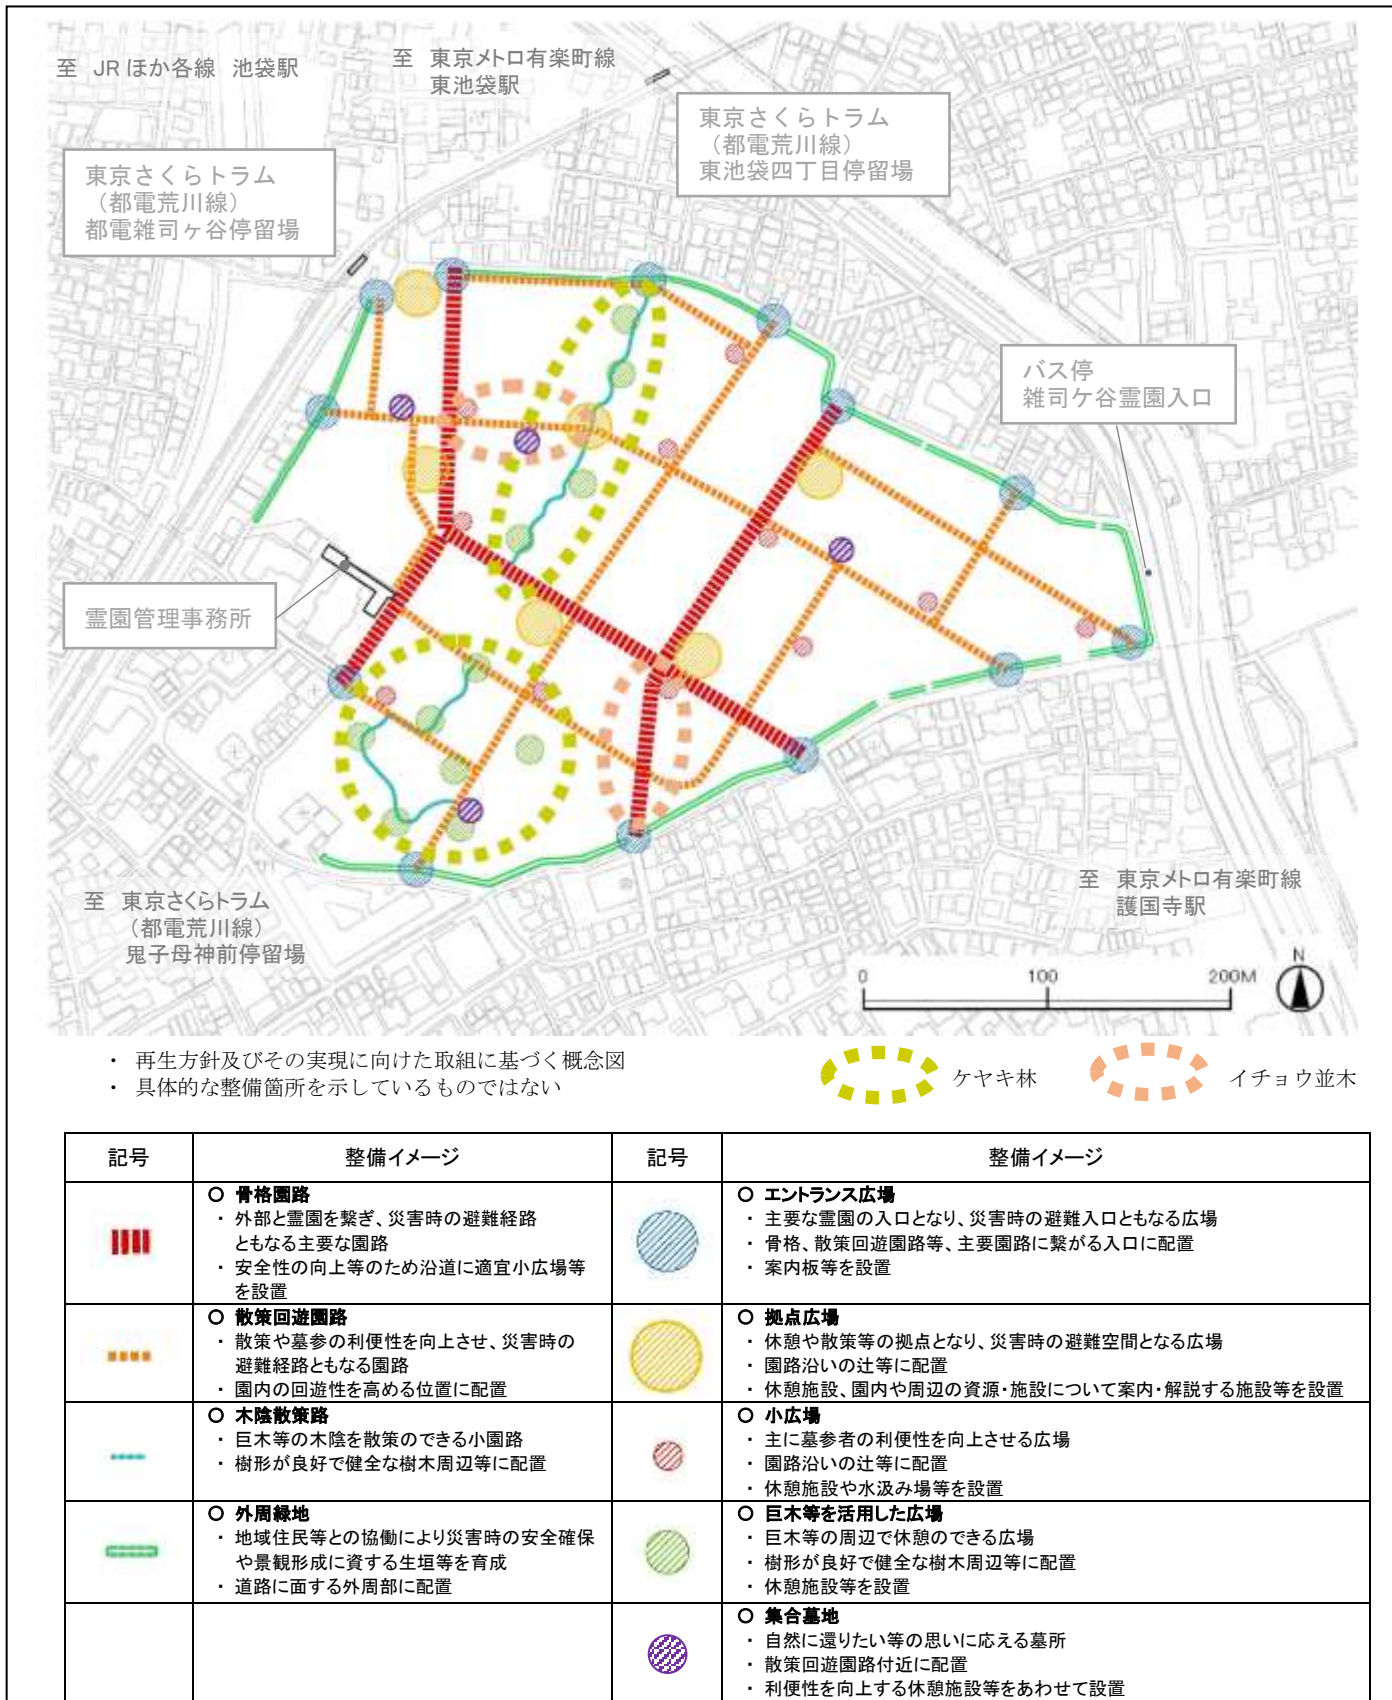 至 JRほか各線 池袋駅
至 東京メトロ有楽町線
東池袋駅
東京さくらトラム
（都電荒川線）
東池袋四丁目停留場
東京さくらトラム
（都電荒川線）
都電雑司ヶ谷停留場
バス停
雑司ケ谷霊園入口
霊園管理事務所
至 東京さくらトラム
（都電荒川線）
鬼子母神前停留場
至 東京メトロ有楽町線
護国寺駅
0 100 200M
N
・ 再生方針及びその実現に向けた取組に基づく概念図
・ 具体的な整備箇所を示しているものではない
ケヤキ林
イチョウ並木
記号 整備イメージ 記号 整備イメージ
〇 骨格園路
・ 外部と霊園を繋ぎ、災害時の避難経路
ともなる主要な園路
・ 安全性の向上等のため沿道に適宜小広場等
を設置
〇 エントランス広場
・ 主要な霊園の入口となり、災害時の避難入口ともなる広場
・ 骨格、散策回遊園路等、主要園路に繋がる入口に配置
・ 案内板等を設置
〇 散策回遊園路
・ 散策や墓参の利便性を向上させ、災害時の
避難経路ともなる園路
・ 園内の回遊性を高める位置に配置
〇 拠点広場
・ 休憩や散策等の拠点となり、災害時の避難空間となる広場
・ 園路沿いの辻等に配置
・ 休憩施設、園内や周辺の資源・施設について案内・解説する施設等を設置
〇 木陰散策路
・ 巨木等の木陰を散策のできる小園路
・ 樹形が良好で健全な樹木周辺等に配置
〇 小広場
・ 主に墓参者の利便性を向上させる広場
・ 園路沿いの辻等に配置
・ 休憩施設や水汲み場等を設置
〇 外周緑地
・ 地域住民等との協働により災害時の安全確保
や景観形成に資する生垣等を育成
・ 道路に面する外周部に配置
〇 巨木等を活用した広場
・ 巨木等の周辺で休憩のできる広場
・ 樹形が良好で健全な樹木周辺等に配置
・ 休憩施設等を設置
〇 集合墓地
・ 自然に還りたい等の思いに応える墓所
・ 散策回遊園路付近に配置
・ 利便性を向上する休憩施設等をあわせて設置